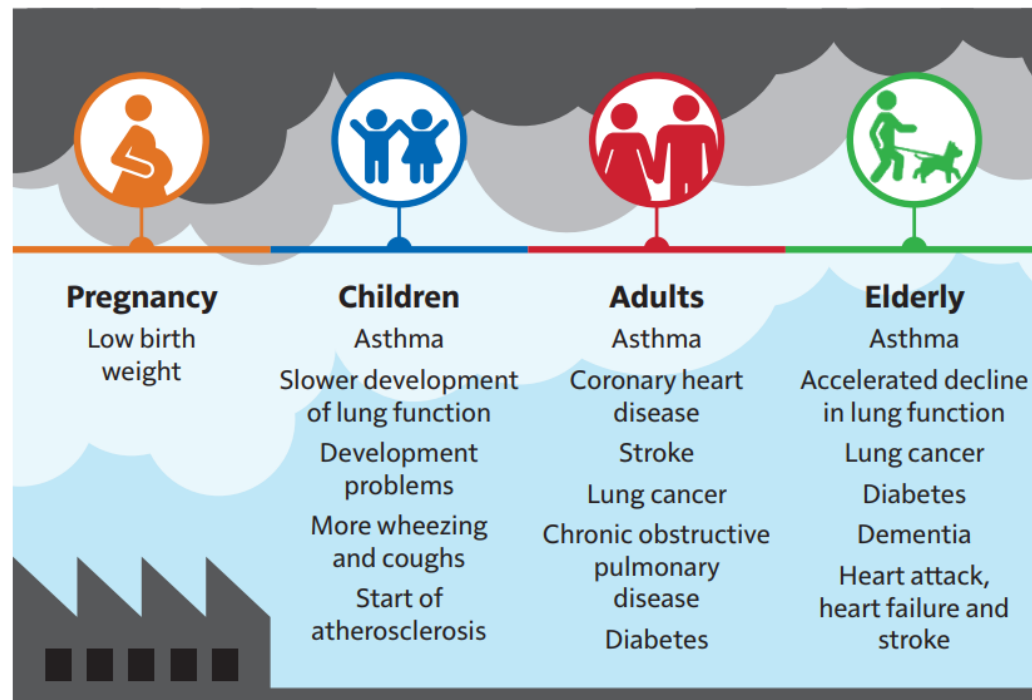 Pregnancy
Low birth
weight
Children
Asthma
Slower development
of lung function
Development
problems
More wheezing
and coughs
Start of
atherosclerosis
Adults
Asthma
Coronary heart
disease
Stroke
Lung cancer
Chronic obstructive
pulmonary
disease
Diabetes
Elderly
Asthma
Accelerated decline
in lung function
Lung cancer
Diabetes
Dementia
Heart attack,
heart failure and
stroke